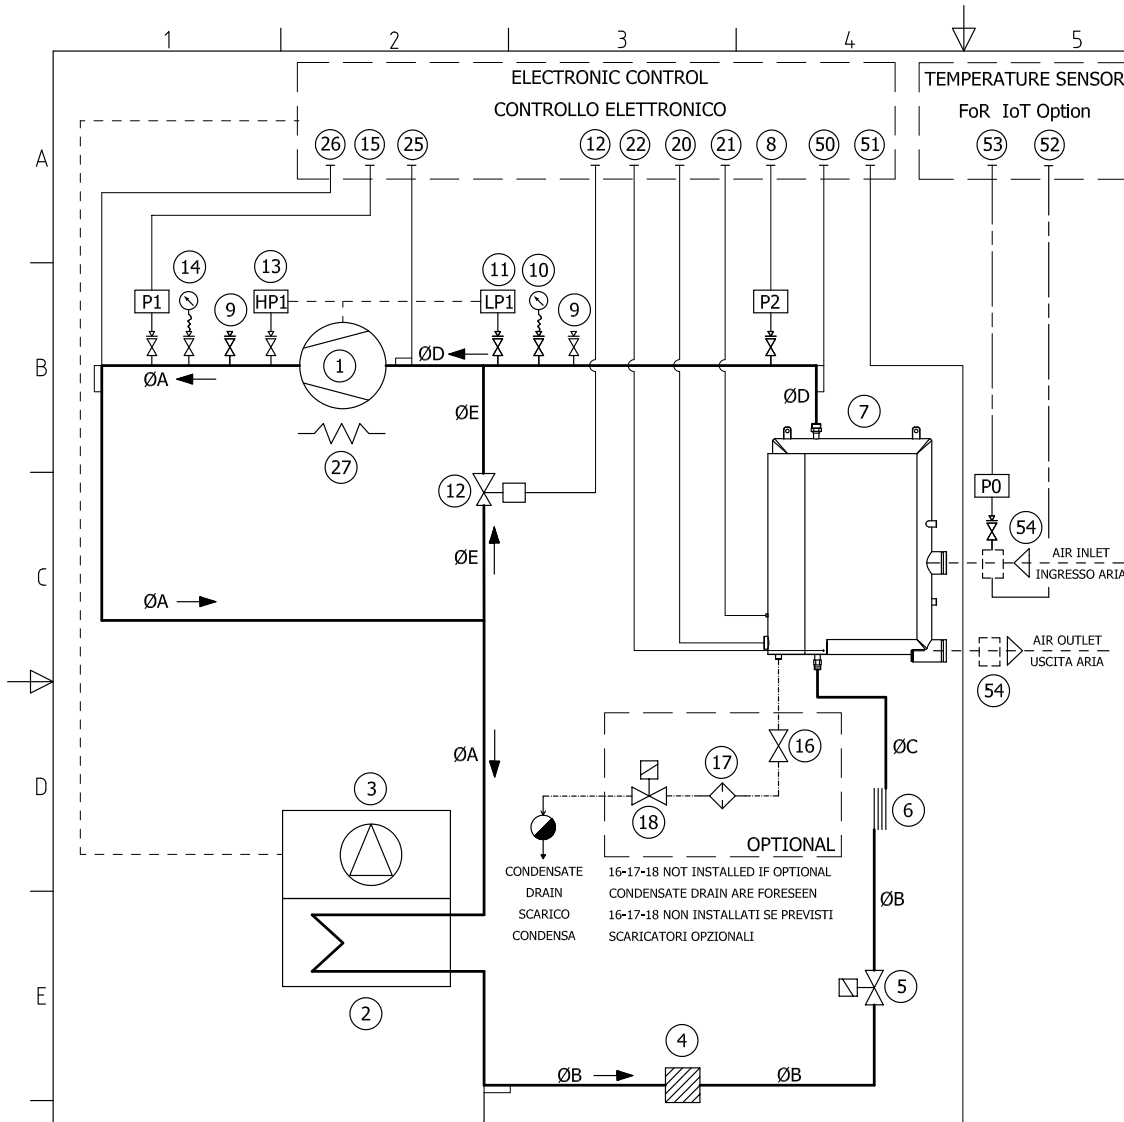 1 2 3 4 5
ELECTRONIC CONTROL
CONTROLLO ELETTRONICO
TEMPERATURE SENSOR
FoR IoT Option
A
26 15 25 12 22 20 21 8 50 51 53 52
14 13 11 10
P1 9 HP1 LP1 9 P2
B
1
ØD
ØA
ØD
ØE
7
27
12
P0
54
AIR INLET
INGRESSO ARIA
C
ØE
ØA
AIR OUTLET
USCITA ARIA
54
ØA
16
ØC
17
D
3
18
6
OPTIONAL
CONDENSATE
DRAIN
SCARICO
CONDENSA
16-17-18 NOT INSTALLED IF OPTIONAL
CONDENSATE DRAIN ARE FORESEEN
16-17-18 NON INSTALLATI SE PREVISTI
SCARICATORI OPZIONALI
ØB
E
5
2
4
ØB
ØB